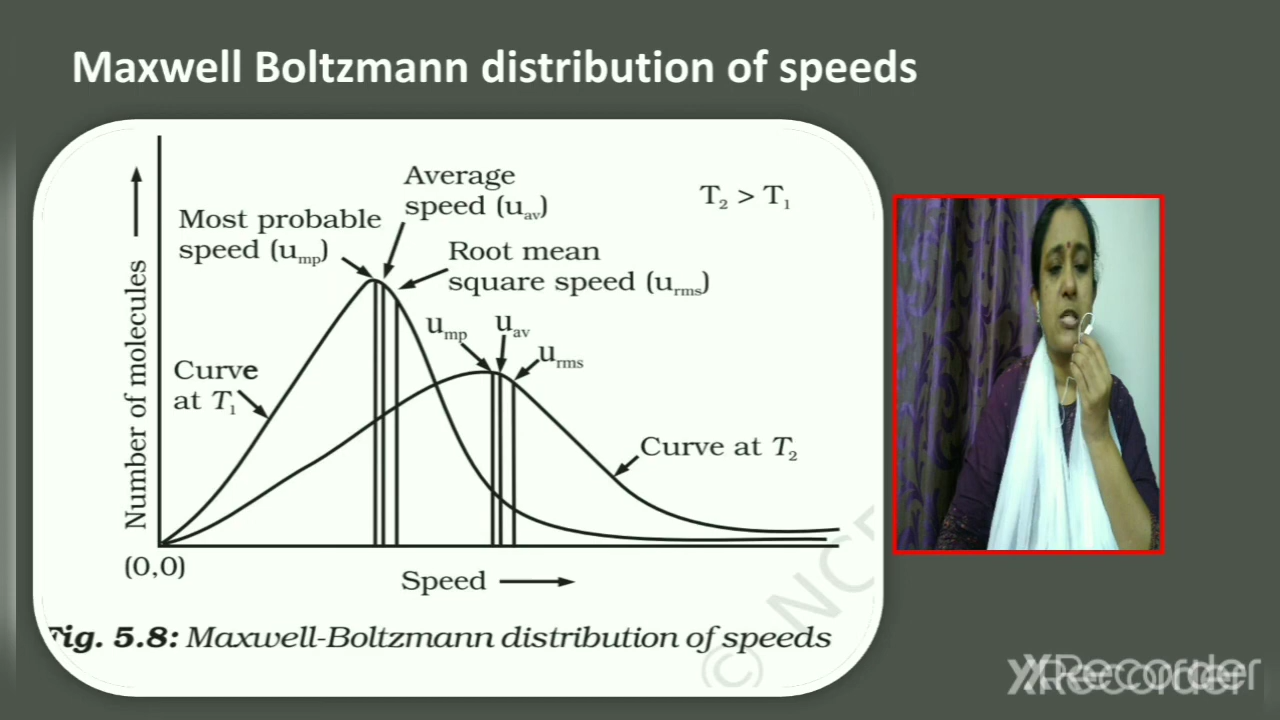 Maxwell Boltzmann distribution of speeds
Average
speed (uav)
T2 > T1
Most probable
speed (ump)
Root mean
square speed (urms)
ump
uav
urms
Curve
at T1
Curve at T2
Number of molecules
(0,0)
Speed
Fig. 5.8: Maxwell-Boltzmann distribution of speeds
© NCE
XRecorder